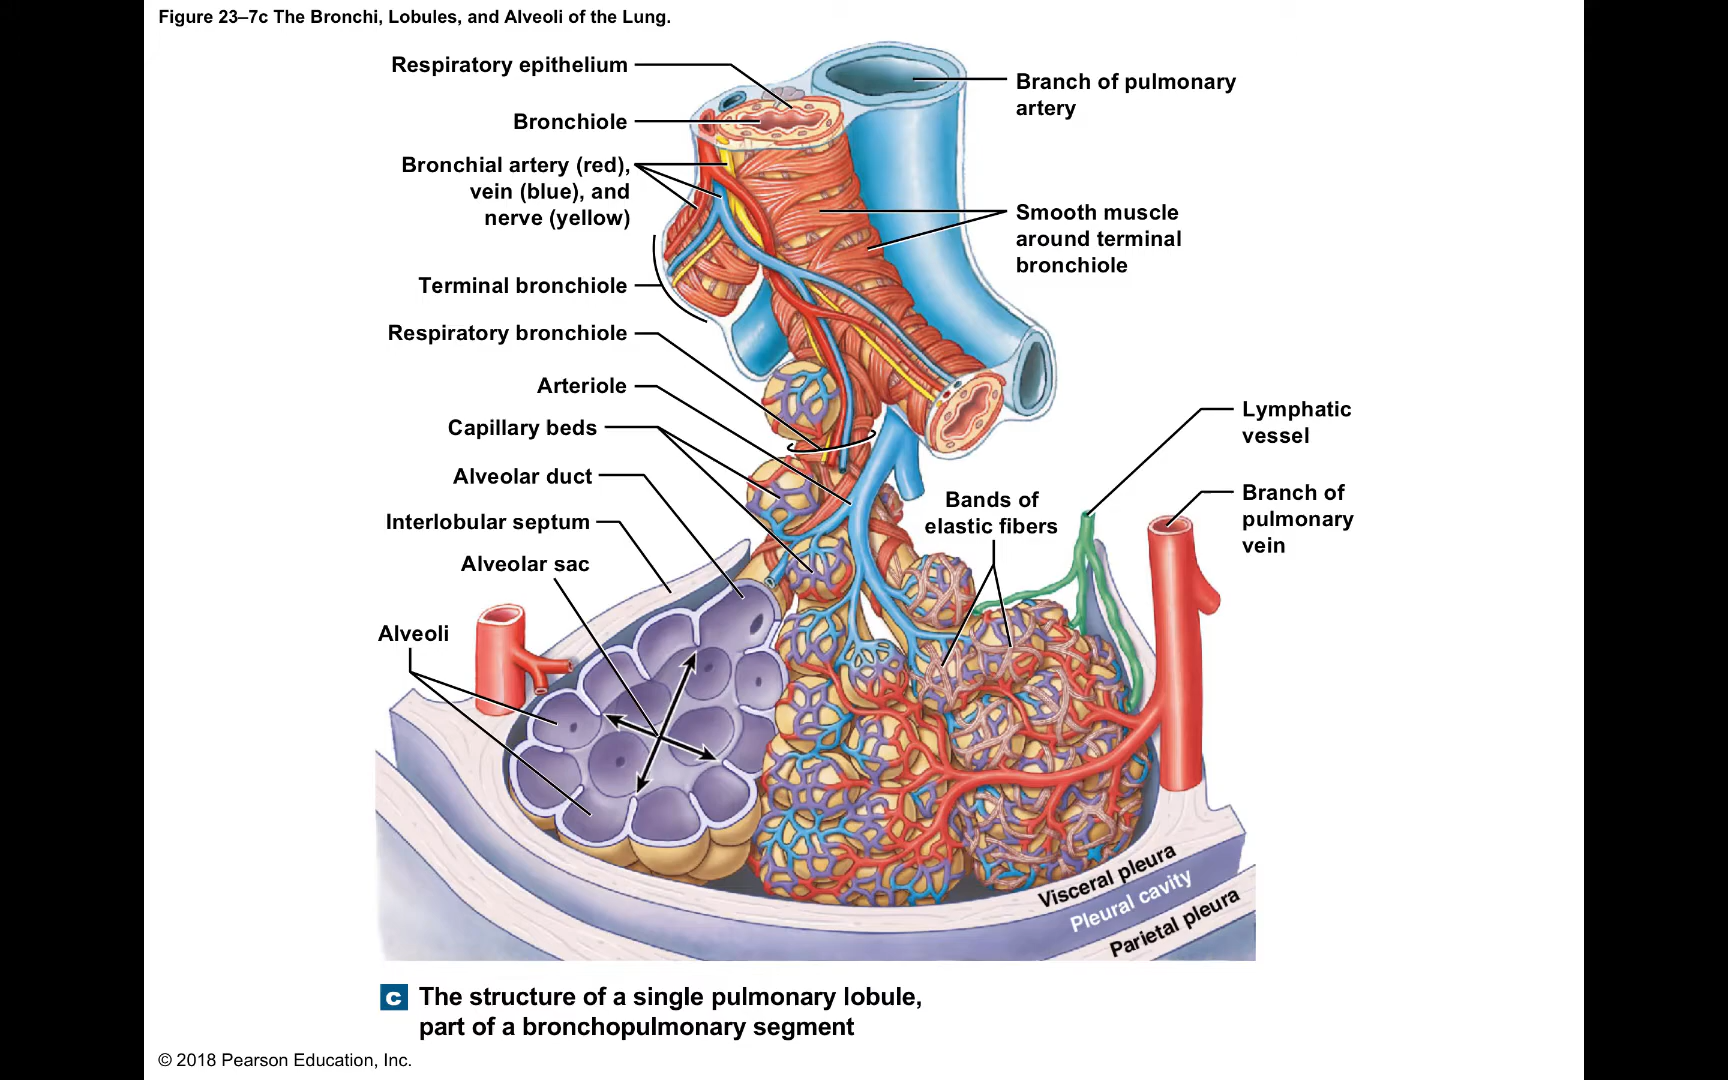 Figure 23–7c The Bronchi, Lobules, and Alveoli of the Lung.
Respiratory epithelium
Bronchiole
Bronchial artery (red),
vein (blue), and
nerve (yellow)
Terminal bronchiole
Respiratory bronchiole
Arteriole
Capillary beds
Alveolar duct
Interlobular septum
Alveolar sac
Alveoli
Branch of pulmonary
artery
Smooth muscle
around terminal
bronchiole
Bands of
elastic fibers
Lymphatic
vessel
Branch of
pulmonary
vein
Visceral pleura
Pleural cavity
Parietal pleura
c The structure of a single pulmonary lobule,
part of a bronchopulmonary segment
© 2018 Pearson Education, Inc.